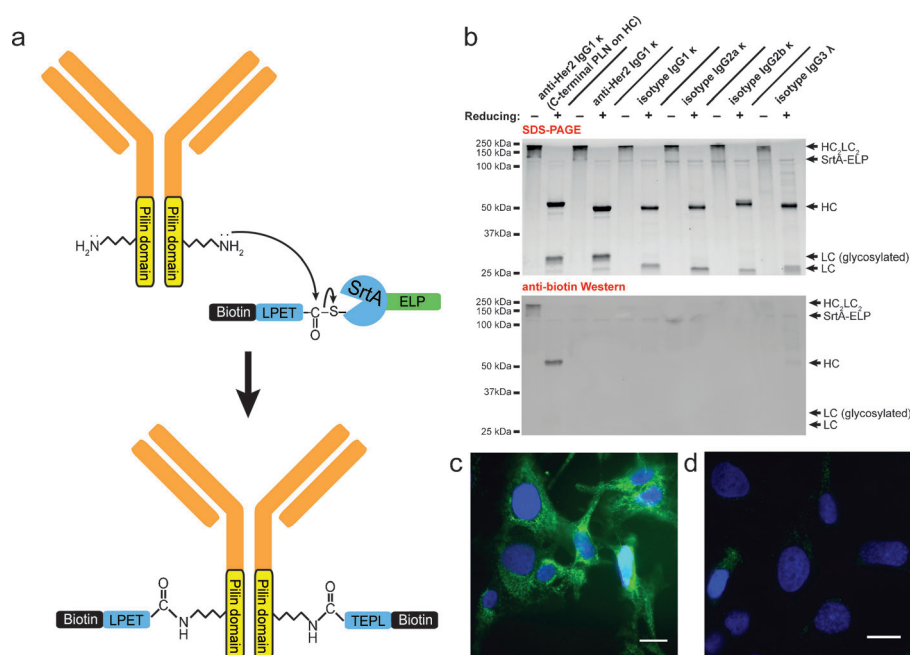 a
Pilin domain
Pilin domain
H₂N
NH₂
Biotin LPET C S SrtA ELP
O
O
O
Biotin LPET C N H
C N H TEPL Biotin
Pilin domain
Pilin domain
b
anti-Her2 IgG1 κ
(C-terminal PLN on HC)
anti-Her2 IgG1 κ
isotype IgG1 κ
isotype IgG2a κ
isotype IgG2b κ
isotype IgG3 λ
Reducing: – + – + – + – + – + – +
SDS-PAGE
250 kDa
150 kDa
100 kDa
50 kDa
37kDa
25 kDa
HC₂LC₂
SrtA-ELP
HC
LC (glycosylated)
LC
anti-biotin Western
250 kDa
150 kDa
100 kDa
50 kDa
37kDa
25 kDa
HC₂LC₂
SrtA-ELP
HC
LC (glycosylated)
LC
c
d